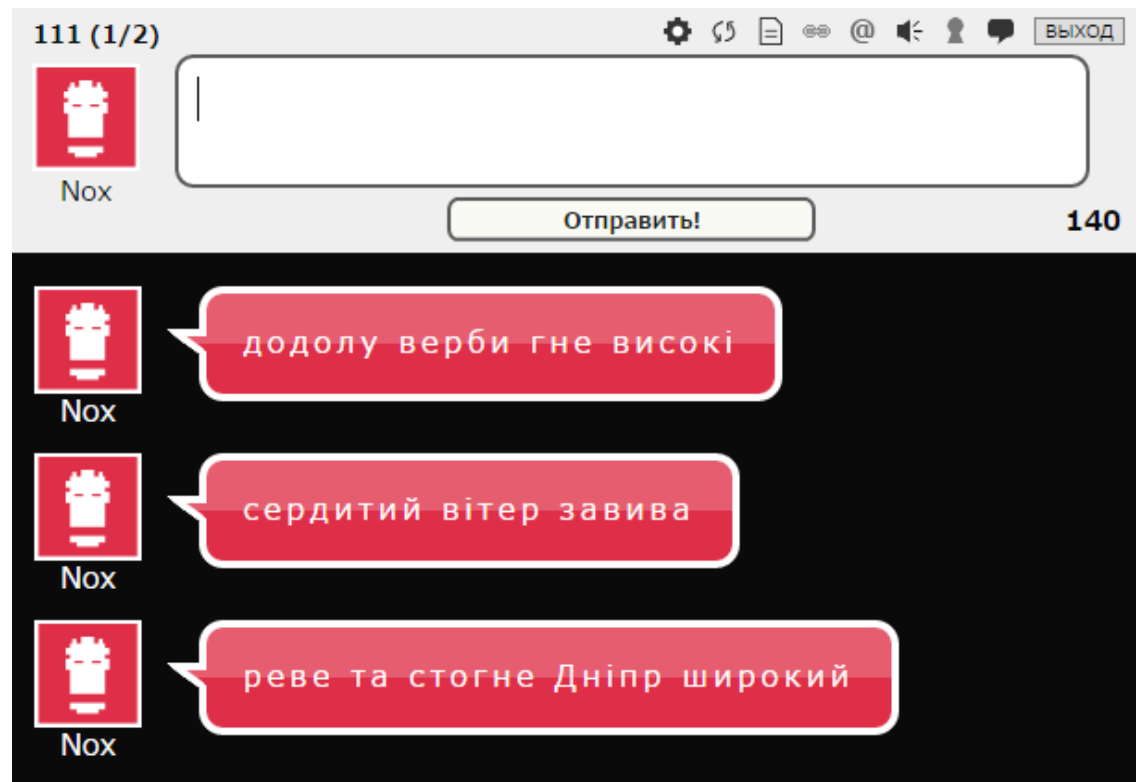 111 (1/2)
@
ВЫХОД
Nox
Отправить!
140
додолу верби гне високі
Nox
сердитий вітер завива
Nox
реве та стогне Дніпр широкий
Nox